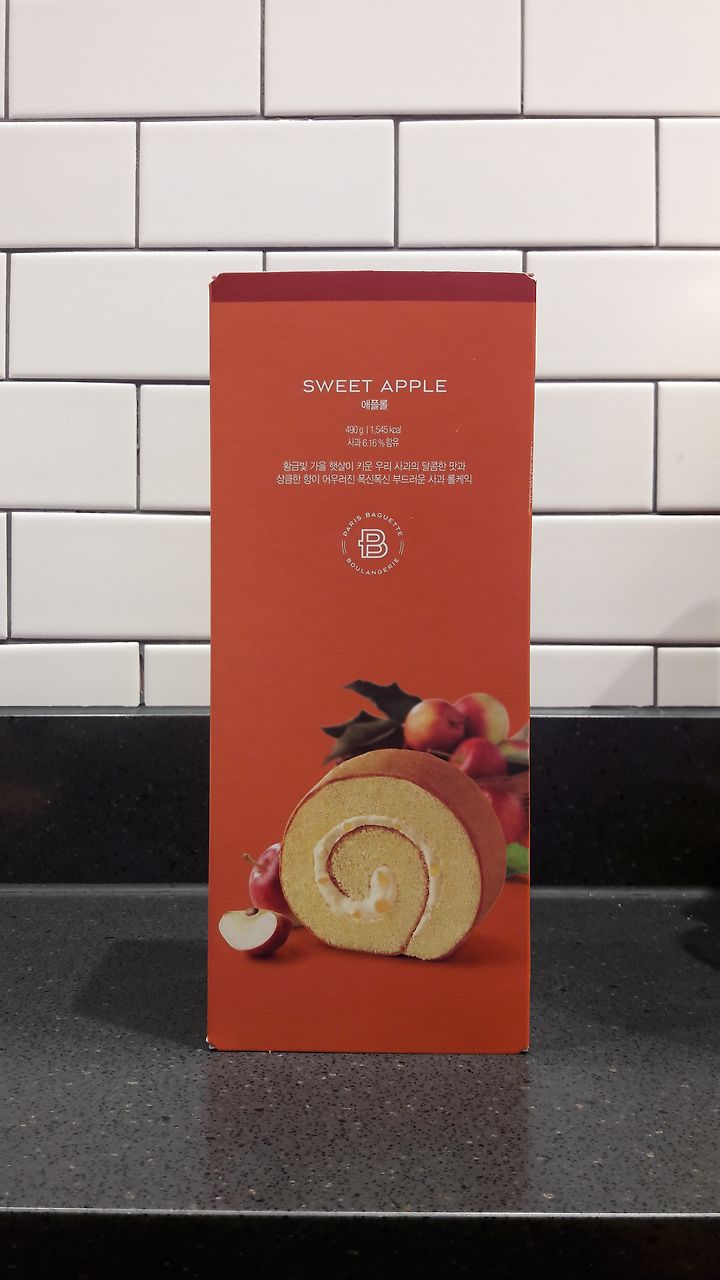 SWEET APPLE
애플롤
490 g | 1,545 kcal
사과 6.16 % 함유
황금빛 가을 햇살이 키운 우리 사과의 달콤한 맛과
상큼한 향이 어우러진 폭신폭신 부드러운 사과 롤케익
PARIS BAGUETTE
B
BOULANGERIE